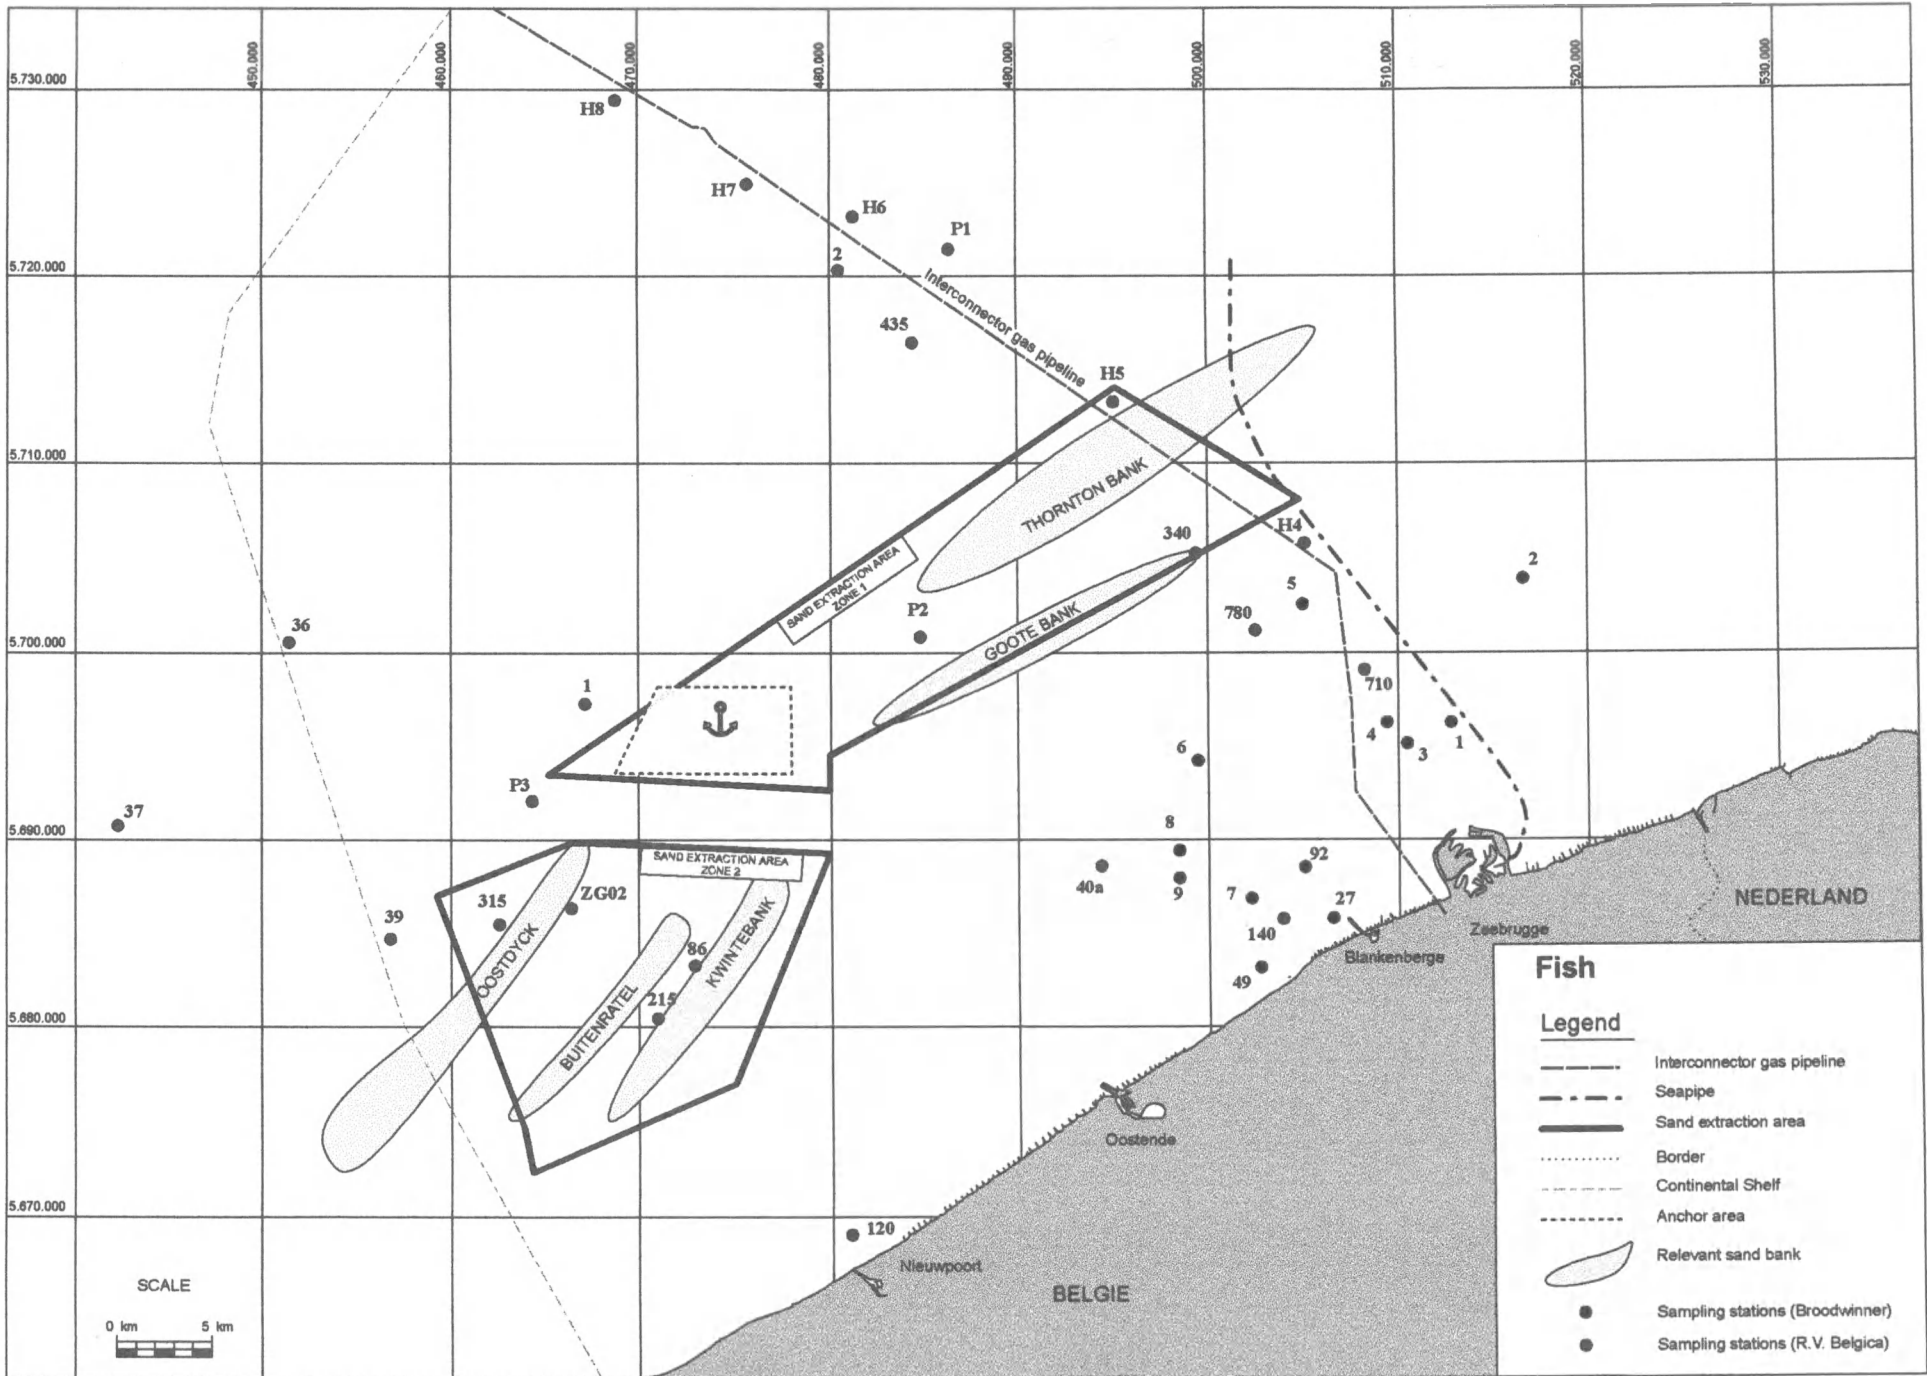 450.000
460.000
470.000
480.000
490.000
500.000
510.000
520.000
530.000
5.730.000
H8
H7
H6
P1
2
5.720.000
Interconnector gas pipeline
435
H5
5.710.000
THORNTON BANK
340
H4
SAND EXTRACTION AREA
ZONE 1
2
5
P2
780
36
GOOTE BANK
5.700.000
710
1
4
3
1
6
P3
37
5.690.000
8
SAND EXTRACTION AREA
ZONE 2
92
40a
9
7
27
NEDERLAND
ZG02
315
39
140
Zeebrugge
86
KWINTEBANK
OOSTDYCK
Blankenberge
49
215
5.680.000
BUITENRATEL
Oostende
5.670.000
120
Nieuwpoort
BELGIE
SCALE
0 km
5 km
Fish
Legend
Interconnector gas pipeline
Seapipe
Sand extraction area
Border
Continental Shelf
Anchor area
Relevant sand bank
Sampling stations (Broodwinner)
Sampling stations (R.V. Belgica)